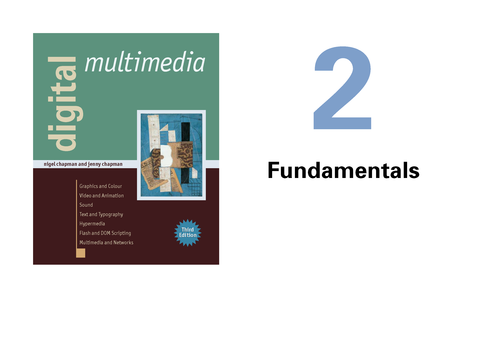 digital
multimedia
nigel chapman and jenny chapman
Graphics and Colour
Video and Animation
Sound
Text and Typography
Hypermedia
Flash and DOM Scripting
Multimedia and Networks
Third
Edition
2
Fundamentals